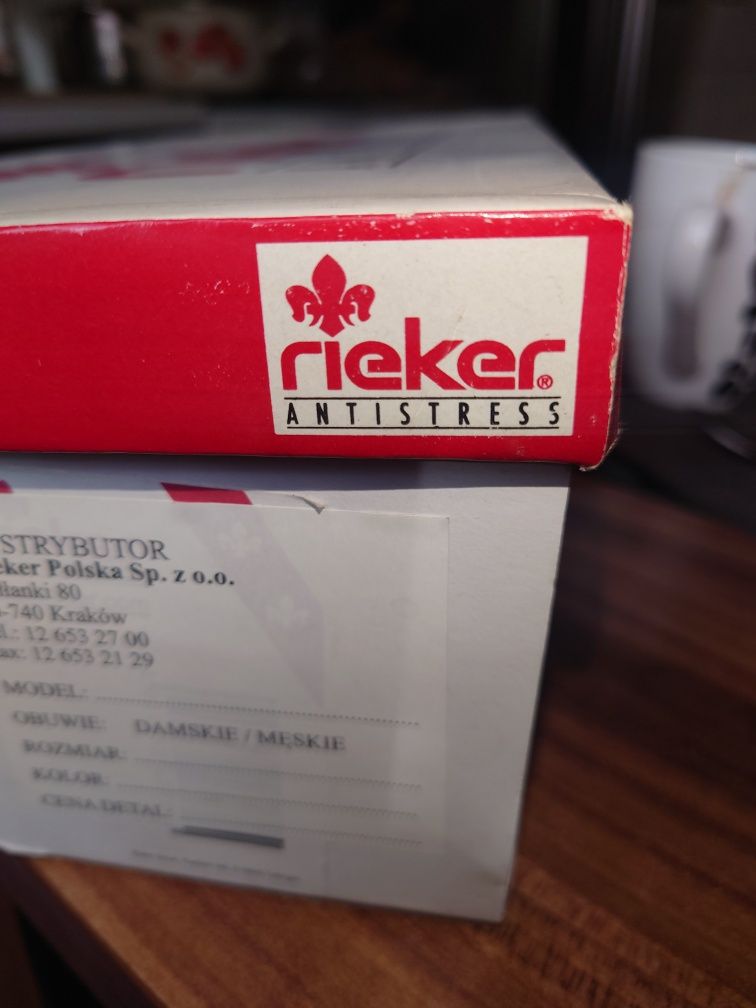 rieker®
ANTISTRESS
STRYBUTOR
eker Polska Sp. z o.o.
łanki 80
-740 Kraków
l.: 12 653 27 00
ax: 12 653 21 29
MODEL:
OBUWIE: DAMSKIE / MĘSKIE
ROZMIAR:
KOLOR:
CENA DETAL: